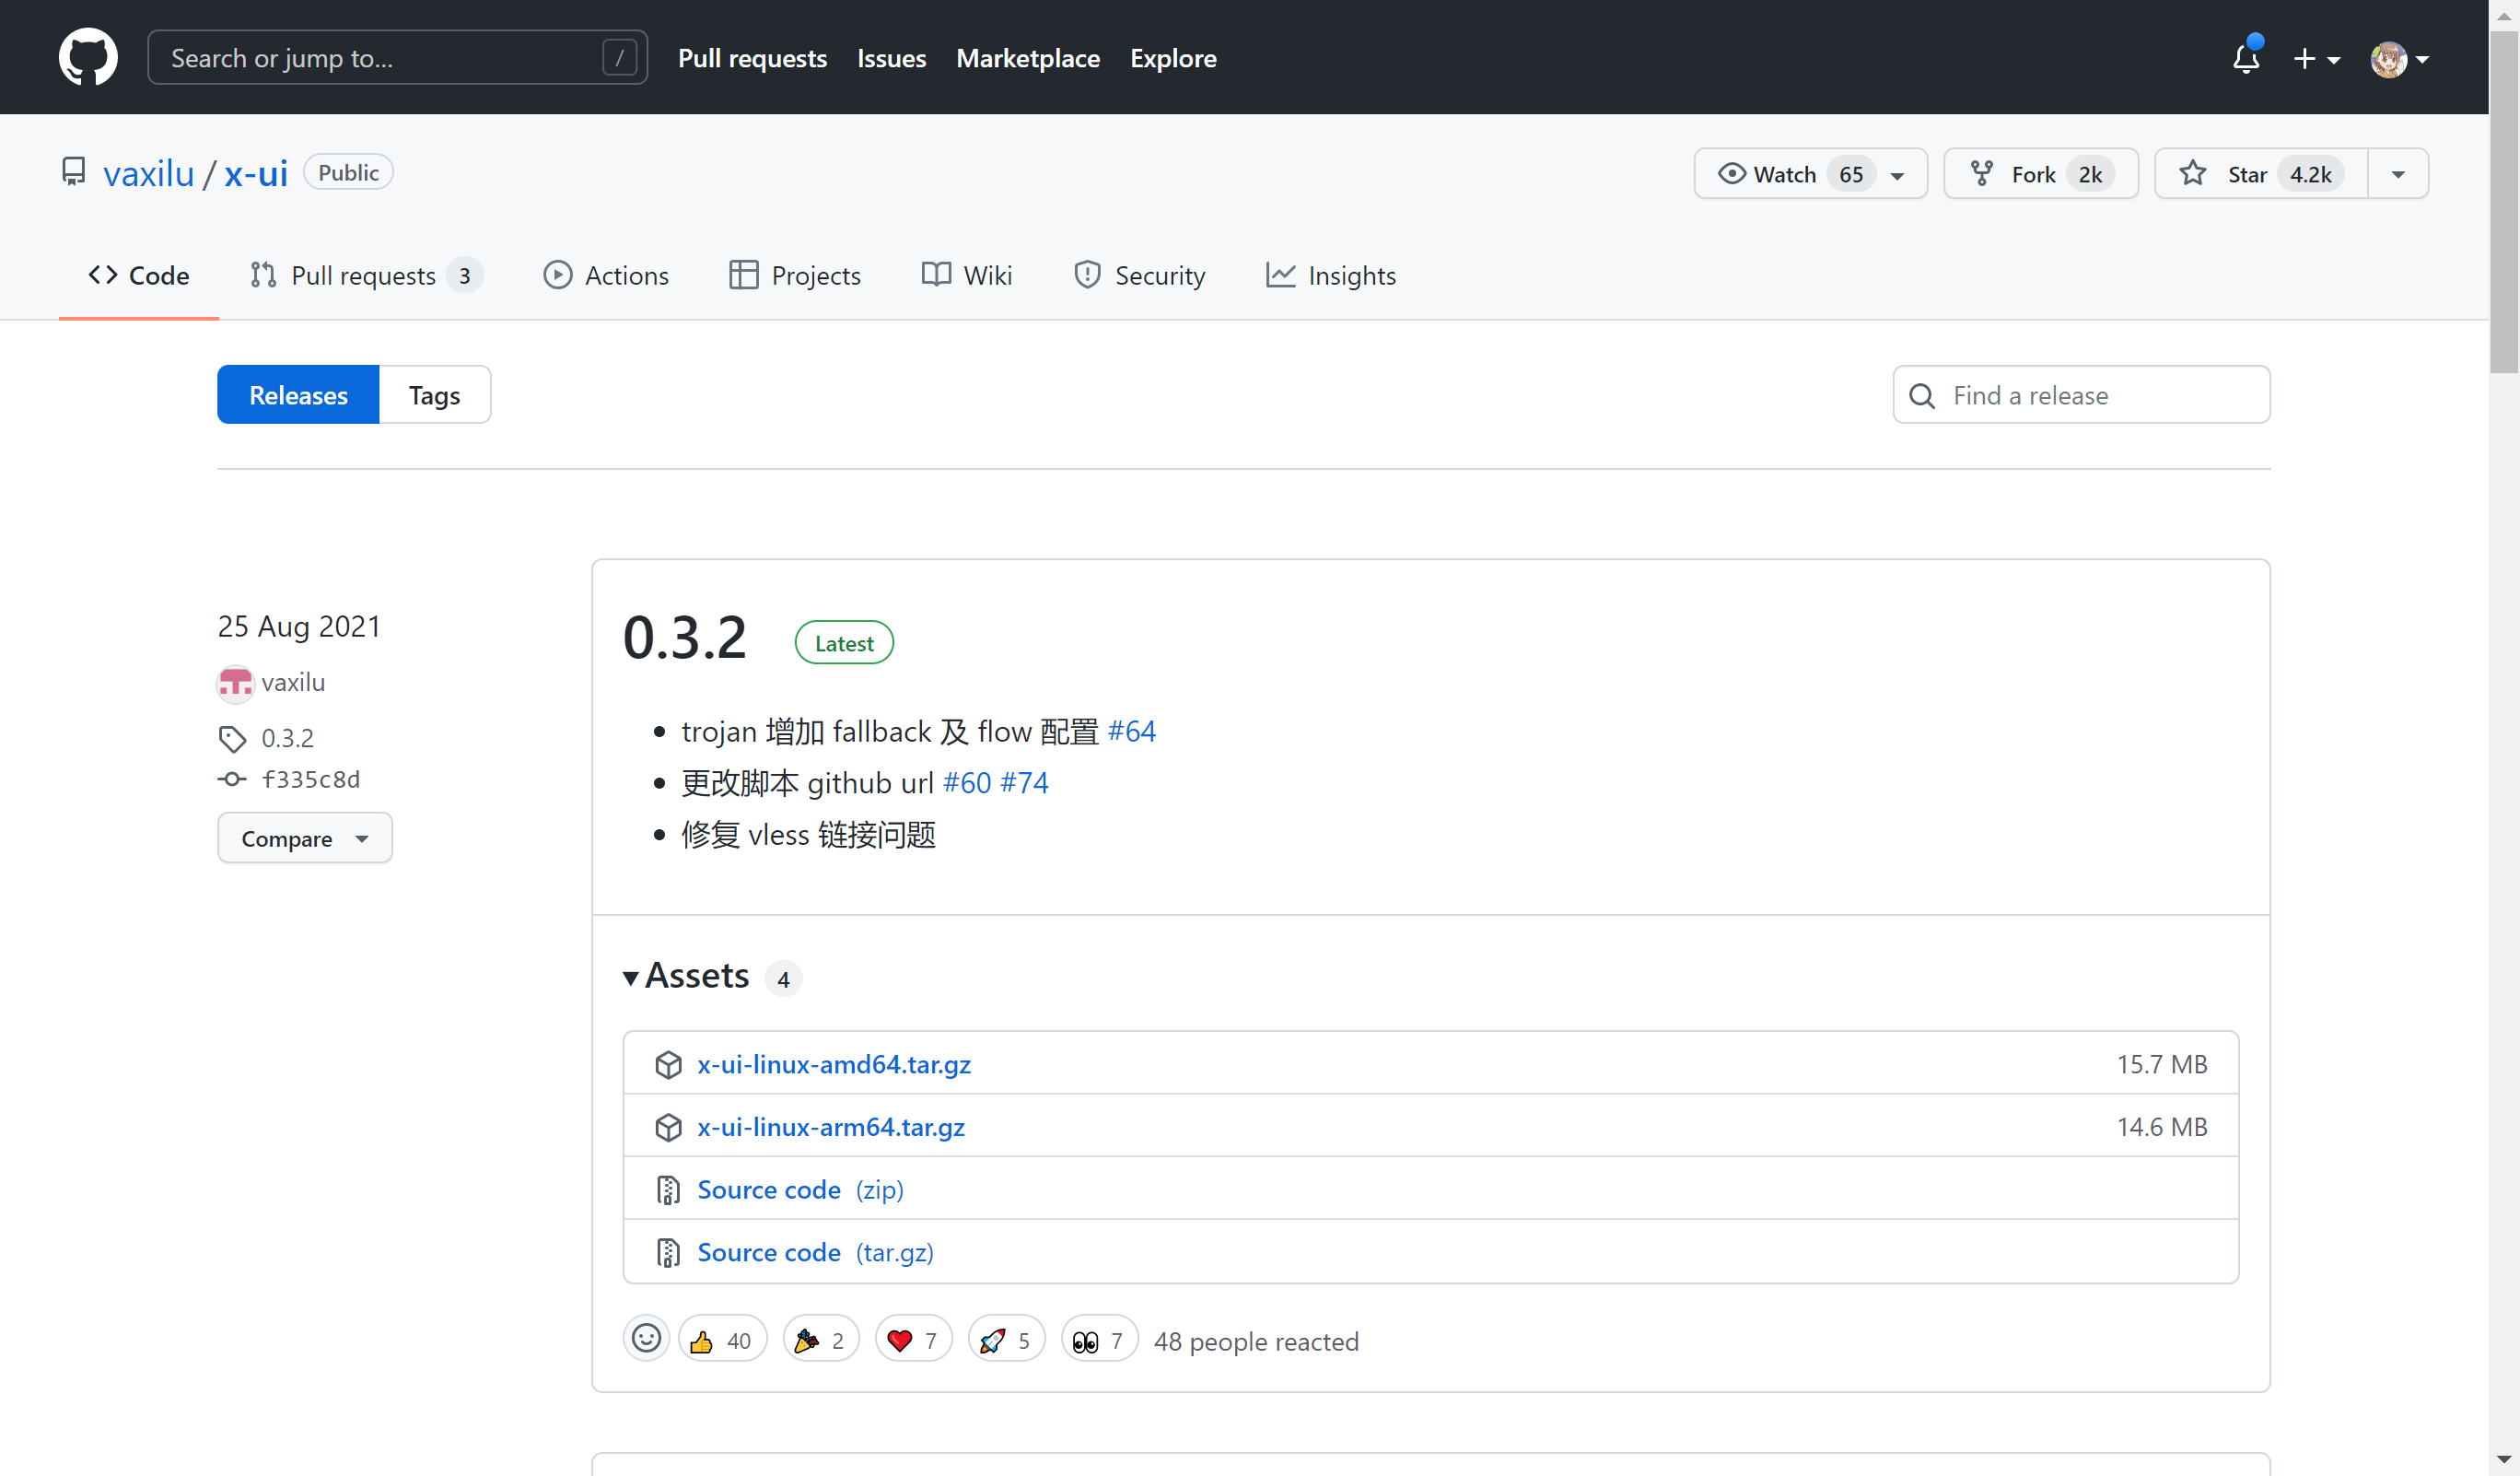 Search or jump to... /
Pull requests Issues Marketplace Explore
vaxilu / x-ui Public
Watch 65 Fork 2k Star 4.2k
Code Pull requests 3 Actions Projects Wiki Security Insights
Releases Tags
Find a release
25 Aug 2021
vaxilu
0.3.2
f335c8d
Compare
0.3.2 Latest
trojan 增加 fallback 及 flow 配置 #64
更改脚本 github url #60 #74
修复 vless 链接问题
Assets 4
x-ui-linux-amd64.tar.gz 15.7 MB
x-ui-linux-arm64.tar.gz 14.6 MB
Source code (zip)
Source code (tar.gz)
40 2 7 5 7 48 people reacted